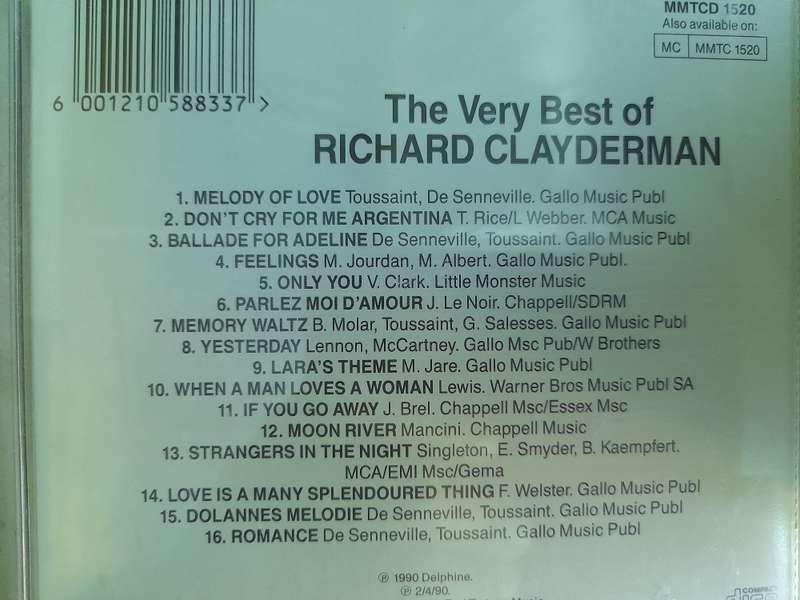 MMTCD 1520
Also available on:
MC MMTC 1520
6 001210 588337 >
The Very Best of
RICHARD CLAYDERMAN
1. MELODY OF LOVE Toussaint, De Senneville. Gallo Music Publ
2. DON'T CRY FOR ME ARGENTINA T. Rice/L Webber. MCA Music
3. BALLADE FOR ADELINE De Senneville, Toussaint. Gallo Music Publ
4. FEELINGS M. Jourdan, M. Albert. Gallo Music Publ.
5. ONLY YOU V. Clark. Little Monster Music
6. PARLEZ MOI D'AMOUR J. Le Noir. Chappell/SDRM
7. MEMORY WALTZ B. Molar, Toussaint, G. Salesses. Gallo Music Publ
8. YESTERDAY Lennon, McCartney. Gallo Msc Pub/W Brothers
9. LARA'S THEME M. Jare. Gallo Music Publ
10. WHEN A MAN LOVES A WOMAN Lewis. Warner Bros Music Publ SA
11. IF YOU GO AWAY J. Brel. Chappell Msc/Essex Msc
12. MOON RIVER Mancini. Chappell Music
13. STRANGERS IN THE NIGHT Singleton, E. Smyder, B. Kaempfert.
MCA/EMI Msc/Gema
14. LOVE IS A MANY SPLENDOURED THING F. Welster. Gallo Music Publ
15. DOLANNES MELODIE De Senneville, Toussaint. Gallo Music Publ
16. ROMANCE De Senneville, Toussaint. Gallo Music Publ
℗ 1990 Delphine.
℗ 2/4/90.
COMPACT